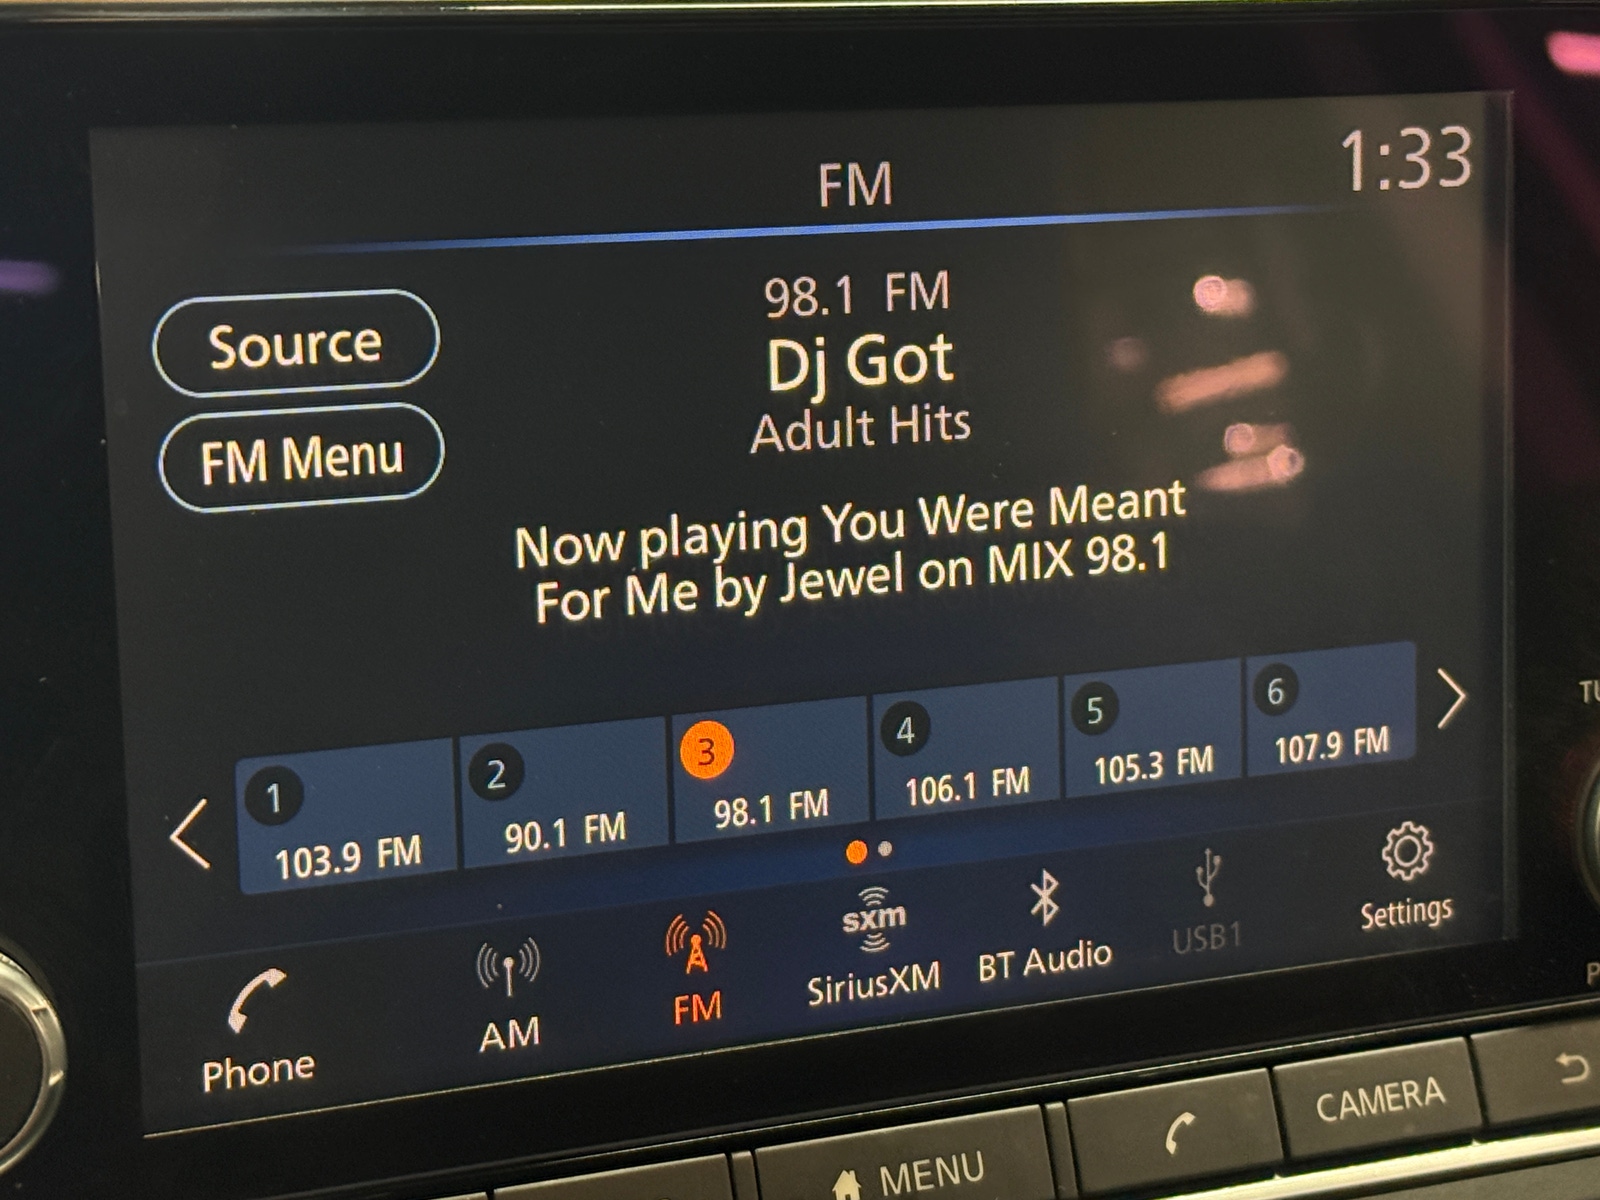 FM
1:33
Source
FM Menu
98.1 FM
Dj Got
Adult Hits
Now playing You Were Meant
For Me by Jewel on MIX 98.1
1
103.9 FM
2
90.1 FM
3
98.1 FM
4
106.1 FM
5
105.3 FM
6
107.9 FM
Phone
AM
FM
sxm
SiriusXM
BT Audio
USB1
Settings
MENU
CAMERA